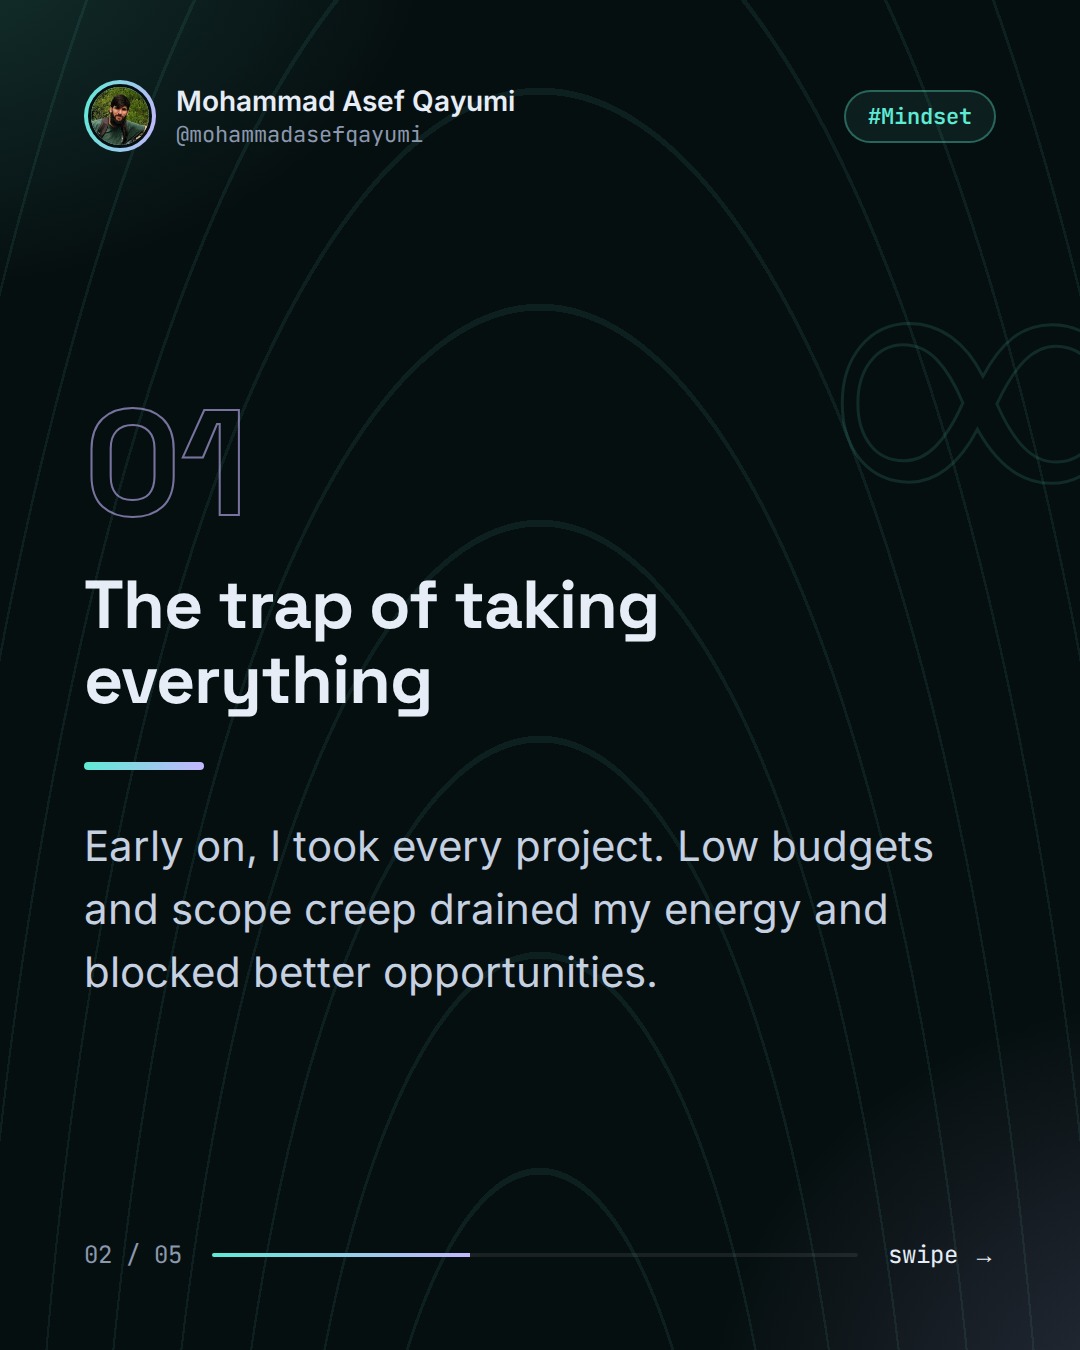 Mohammad Asef Qayumi
@mohammadasefqayumi
#Mindset
∞
01
The trap of taking
everything
Early on, I took every project. Low budgets
and scope creep drained my energy and
blocked better opportunities.
02 / 05
swipe →